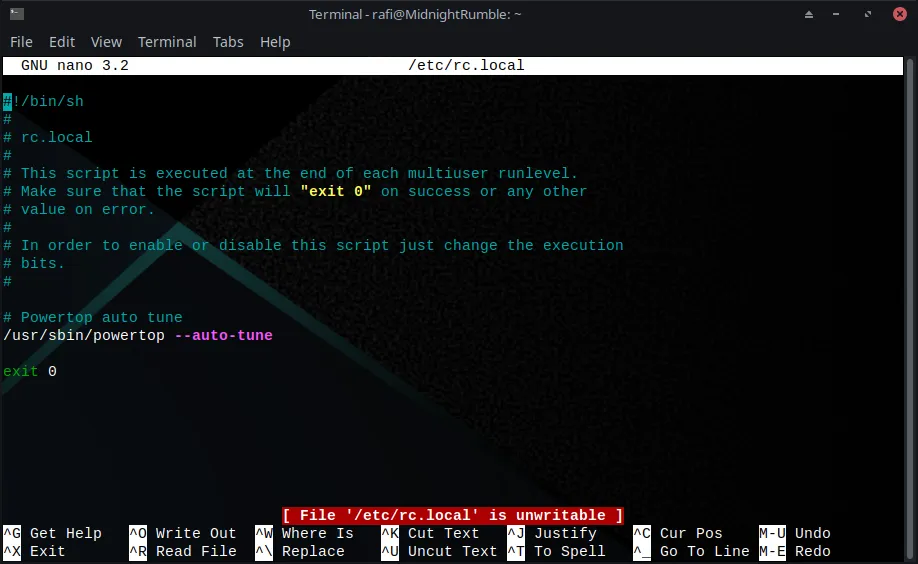 Terminal - rafi@MidnightRumble: ~
File Edit View Terminal Tabs Help
GNU nano 3.2 /etc/rc.local
#!/bin/sh
#
# rc.local
#
# This script is executed at the end of each multiuser runlevel.
# Make sure that the script will "exit 0" on success or any other
# value on error.
#
# In order to enable or disable this script just change the execution
# bits.
#
# Powertop auto tune
/usr/sbin/powertop --auto-tune
exit 0
[ File '/etc/rc.local' is unwritable ]
^G Get Help ^O Write Out ^W Where Is ^K Cut Text ^J Justify ^C Cur Pos M-U Undo
^X Exit ^R Read File ^\ Replace ^U Uncut Text ^T To Spell ^_ Go To Line M-E Redo